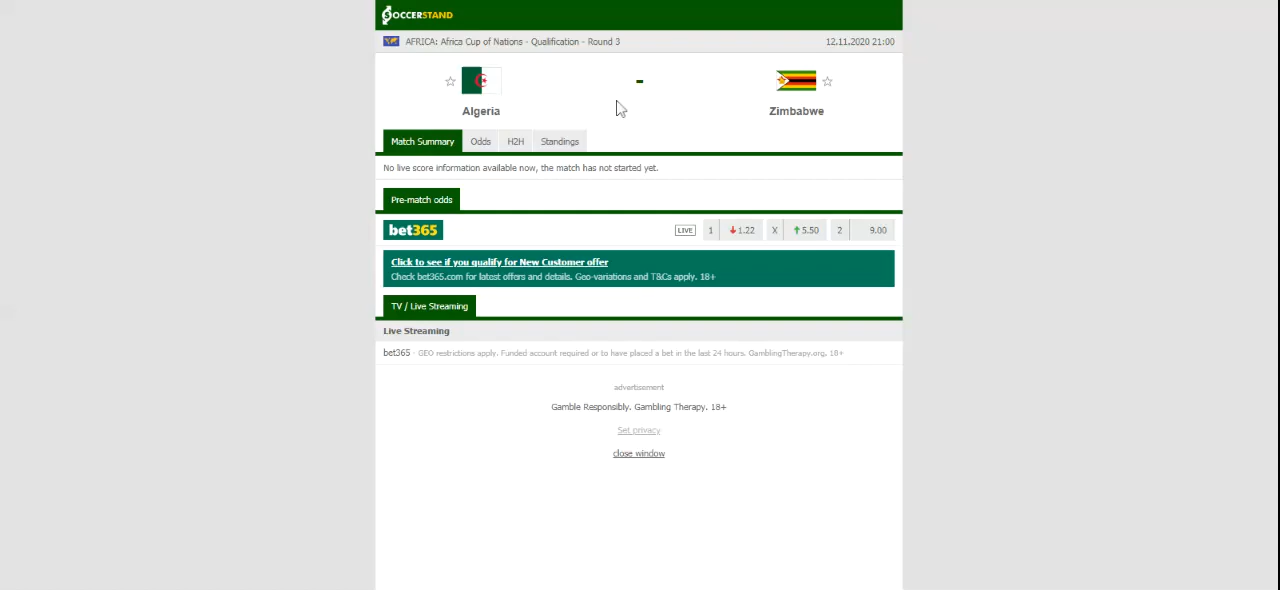 SOCCERSTAND
AFRICA: Africa Cup of Nations - Qualification - Round 3 12.11.2020 21:00
-
Algeria Zimbabwe
Match Summary Odds H2H Standings
No live score information available now, the match has not started yet.
Pre-match odds
bet365 LIVE 1 1.22 X 5.50 2 9.00
Click to see if you qualify for New Customer offer
Check bet365.com for latest offers and details. Geo-variations and T&Cs apply. 18+
TV / Live Streaming
Live Streaming
bet365 - GEO restrictions apply. Funded account required or to have placed a bet in the last 24 hours. GamblingTherapy.org. 18+
advertisement
Gamble Responsibly. Gambling Therapy. 18+
Set privacy
close window